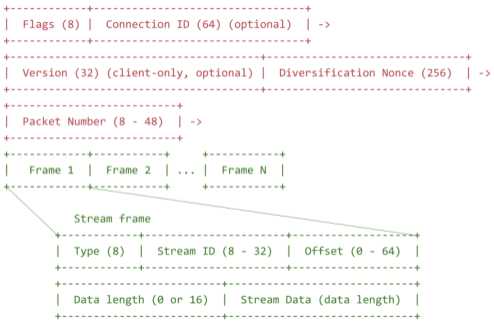 Flags (8) | Connection ID (64) (optional) | ->
Version (32) (client-only, optional) | Diversification Nonce (256) | ->
Packet Number (8 - 48) | ->
Frame 1 | Frame 2 | ... | Frame N |
Stream frame
Type (8) | Stream ID (8 - 32) | Offset (0 - 64) |
Data length (0 or 16) | Stream Data (data length) |